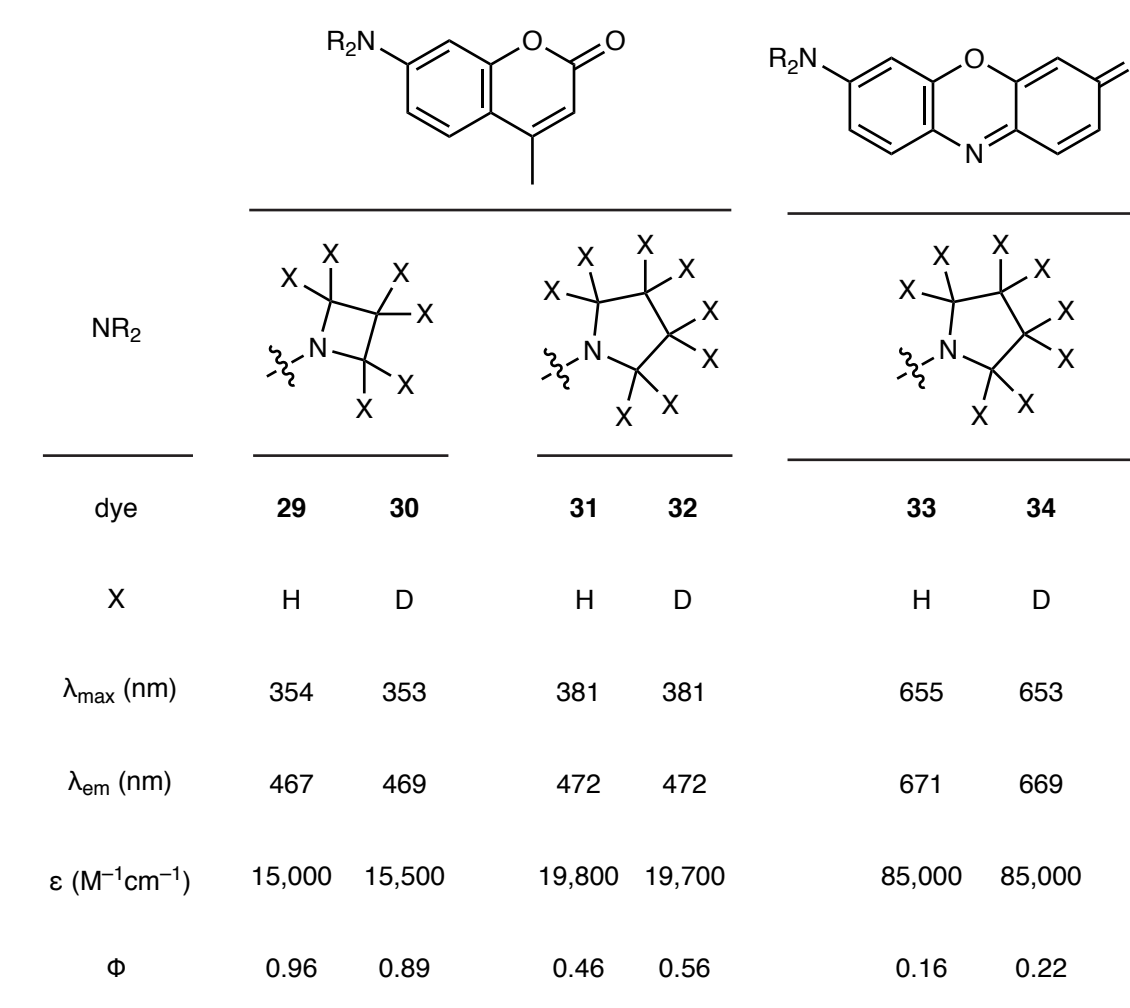 R₂N O O
R₂N O
N
X X X X N X X
X X X X N X X X X
X X X X N X X X X
NR₂
dye 29 30 31 32 33 34
X H D H D H D
λmax (nm) 354 353 381 381 655 653
λem (nm) 467 469 472 472 671 669
ε (M⁻¹cm⁻¹) 15,000 15,500 19,800 19,700 85,000 85,000
Φ 0.96 0.89 0.46 0.56 0.16 0.22